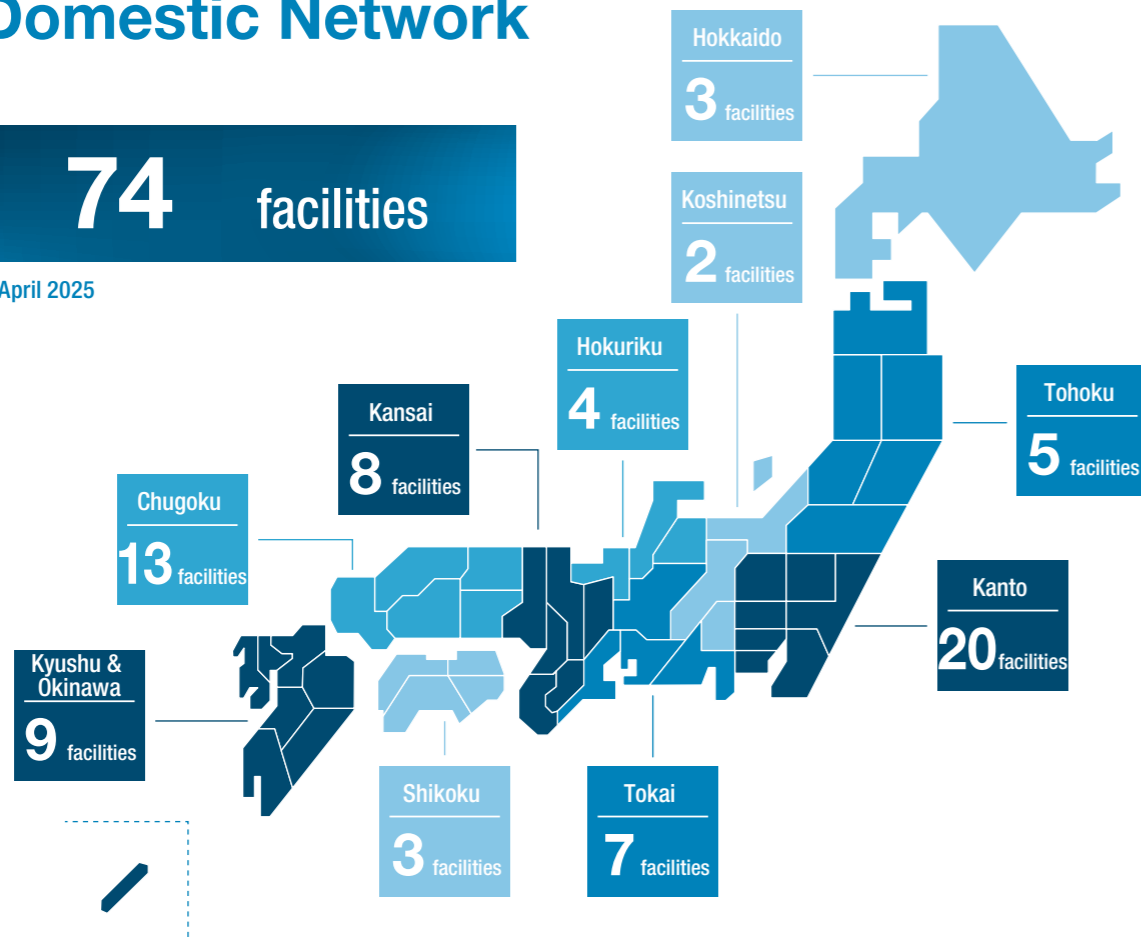 Domestic Network
74 facilities
April 2025
Hokkaido
3 facilities
Koshinetsu
2 facilities
Hokuriku
4 facilities
Tohoku
5 facilities
Kansai
8 facilities
Chugoku
13 facilities
Kanto
20 facilities
Kyushu &
Okinawa
9 facilities
Shikoku
3 facilities
Tokai
7 facilities